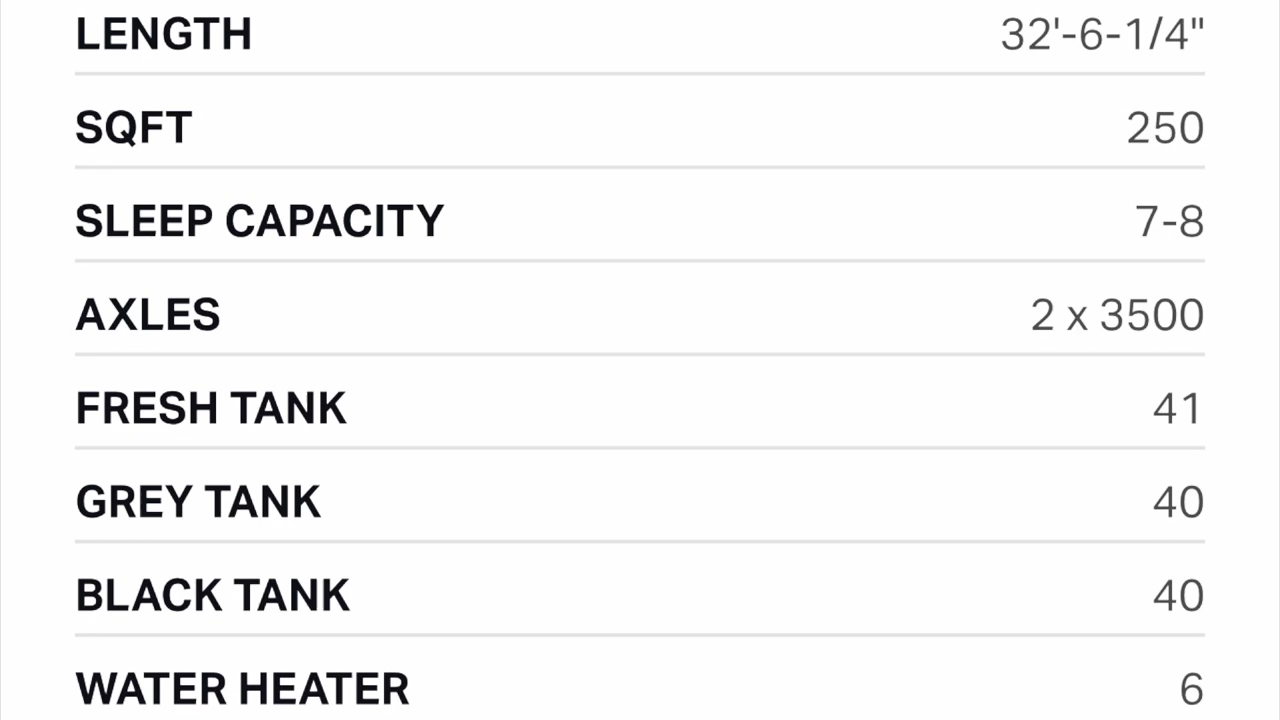 LENGTH 32'-6-1/4"
SQFT 250
SLEEP CAPACITY 7-8
AXLES 2 x 3500
FRESH TANK 41
GREY TANK 40
BLACK TANK 40
WATER HEATER 6